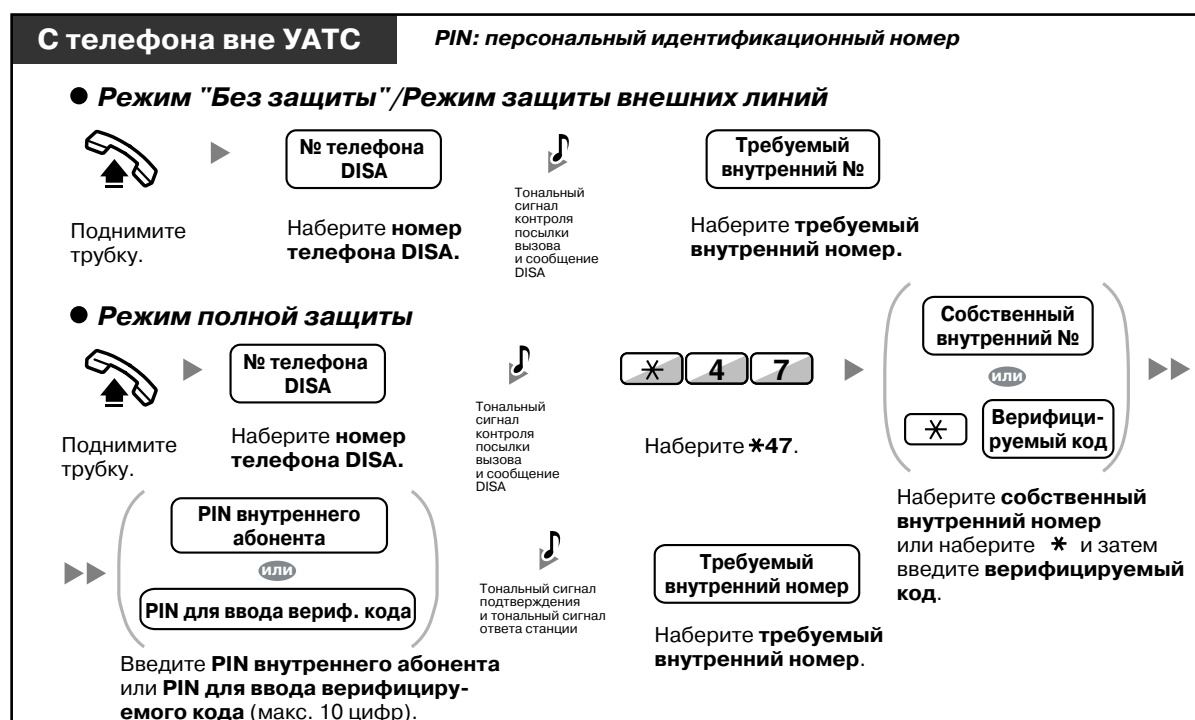 С телефона вне УАТС
PIN: персональный идентификационный номер
● Режим "Без защиты"/Режим защиты внешних линий
№ телефона
DISA
Требуемый
внутренний №
Поднимите
трубку.
Наберите номер
телефона DISA.
Тональный
сигнал
контроля
посылки
вызова
и сообщение
DISA
Наберите требуемый
внутренний номер.
● Режим полной защиты
№ телефона
DISA
* 4 7
Собственный
внутренний №
или
* Верифици-
руемый код
Поднимите
трубку.
Наберите номер
телефона DISA.
Тональный
сигнал
контроля
посылки
вызова
и сообщение
DISA
Наберите *47.
Наберите собственный
внутренний номер
или наберите * и затем
введите верифицируемый
код.
PIN внутреннего
абонента
или
PIN для ввода вериф. кода
Тональный сигнал
подтверждения
и тональный сигнал
ответа станции
Требуемый
внутренний номер
Введите PIN внутреннего абонента
или PIN для ввода верифициру-
емого кода (макс. 10 цифр).
Наберите требуемый
внутренний номер.